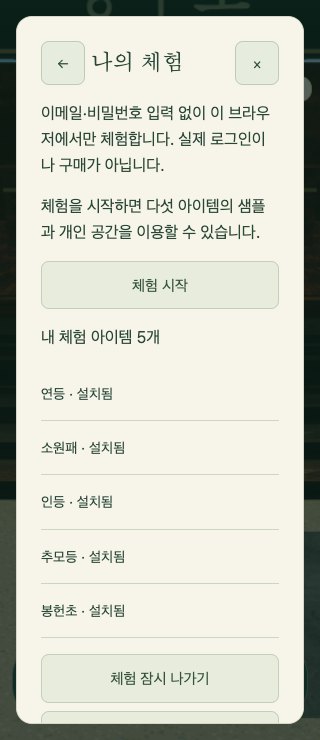 ← 나의 체험 ×
이메일·비밀번호 입력 없이 이 브라우
저에서만 체험합니다. 실제 로그인이
나 구매가 아닙니다.
체험을 시작하면 다섯 아이템의 샘플
과 개인 공간을 이용할 수 있습니다.
체험 시작
내 체험 아이템 5개
연등 · 설치됨
소원패 · 설치됨
인등 · 설치됨
추모등 · 설치됨
봉헌초 · 설치됨
체험 잠시 나가기